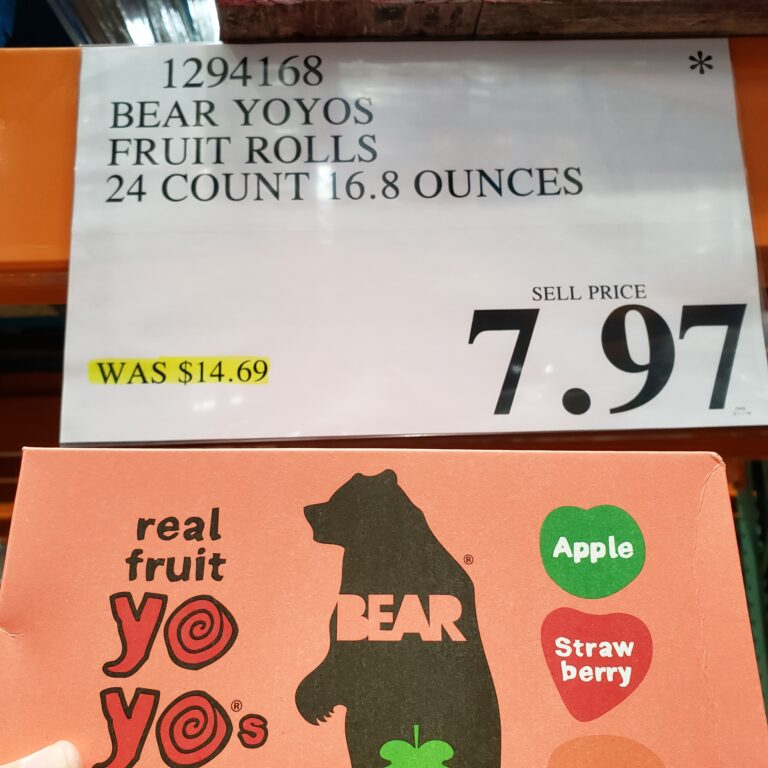 1294168
*
BEAR YOYOS
FRUIT ROLLS
24 COUNT 16.8 OUNCES
SELL PRICE
7.97
WAS $14.69
real
fruit
yo
yo®s
®
BEAR
Apple
Straw
berry